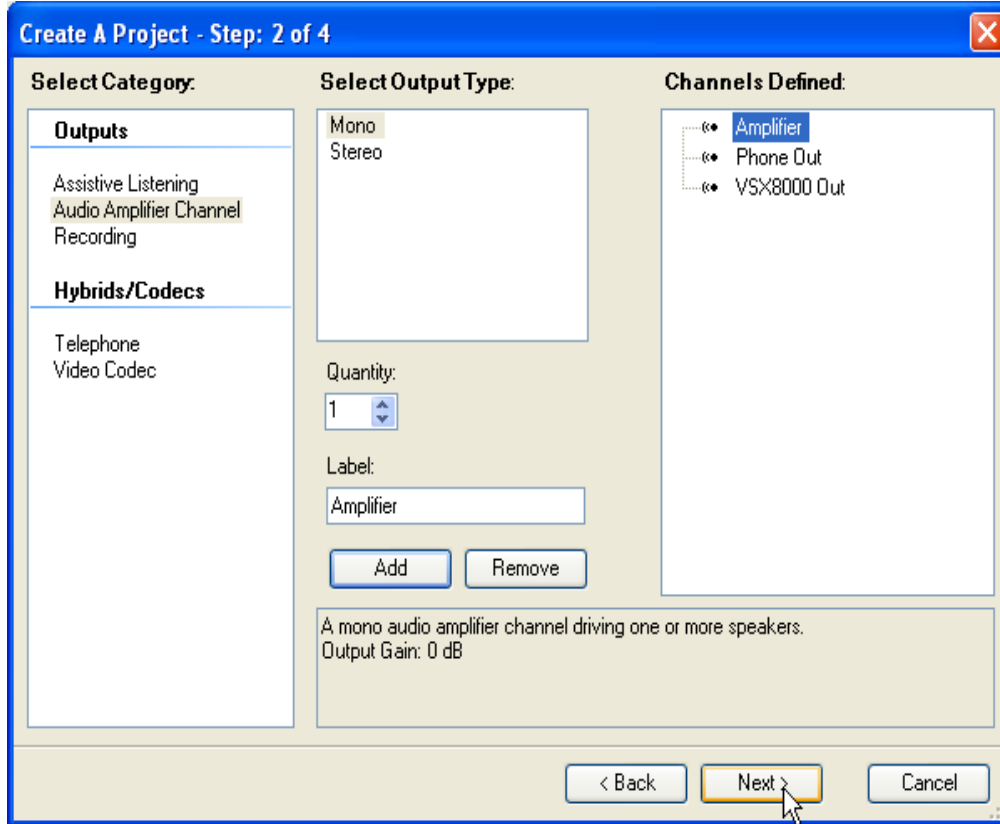 Create A Project - Step: 2 of 4
Select Category:
Outputs
Assistive Listening
Audio Amplifier Channel
Recording
Hybrids/Codecs
Telephone
Video Codec
Select Output Type:
Mono
Stereo
Quantity:
1
Label:
Amplifier
Add
Remove
Channels Defined:
Amplifier
Phone Out
VSX8000 Out
A mono audio amplifier channel driving one or more speakers.
Output Gain: 0 dB
< Back
Next >
Cancel